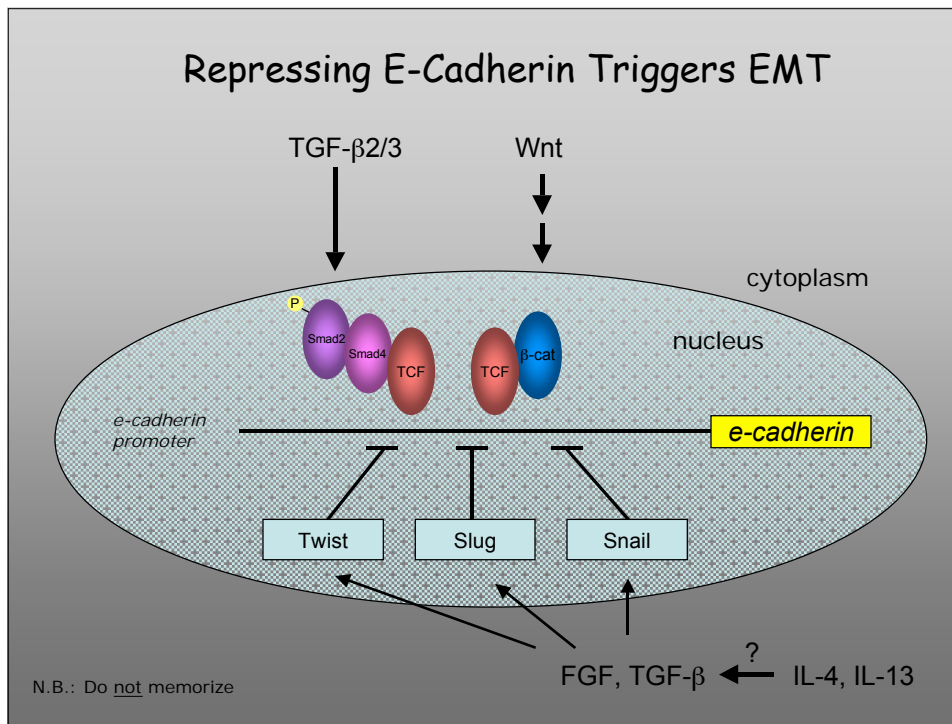 Repressing E-Cadherin Triggers EMT
TGF-β2/3
Wnt
cytoplasm
nucleus
P
Smad2
Smad4
TCF
TCF
β-cat
e-cadherin
promoter
e-cadherin
Twist
Slug
Snail
?
FGF, TGF-β
IL-4, IL-13
N.B.: Do not memorize